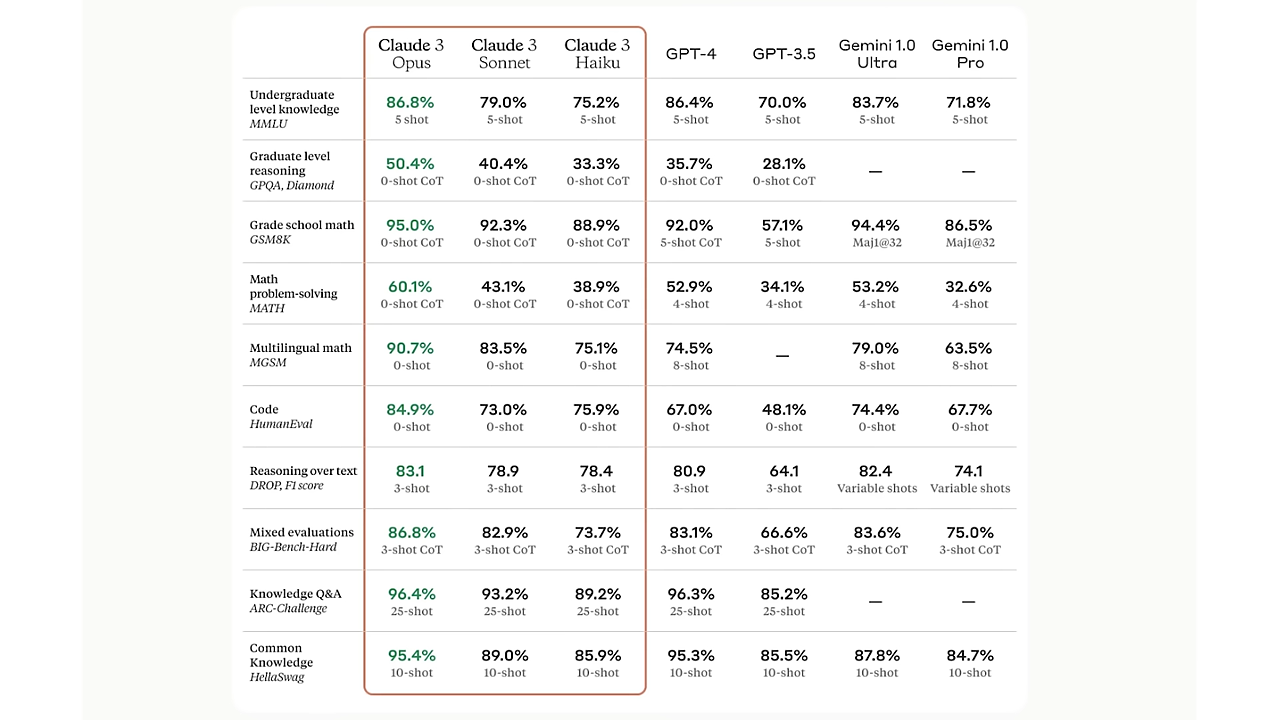 Claude 3 Opus Claude 3 Sonnet Claude 3 Haiku GPT-4 GPT-3.5 Gemini 1.0 Ultra Gemini 1.0 Pro
Undergraduate level knowledge MMLU 86.8% 5 shot 79.0% 5-shot 75.2% 5-shot 86.4% 5-shot 70.0% 5-shot 83.7% 5-shot 71.8% 5-shot
Graduate level reasoning GPQA, Diamond 50.4% 0-shot CoT 40.4% 0-shot CoT 33.3% 0-shot CoT 35.7% 0-shot CoT 28.1% 0-shot CoT — —
Grade school math GSM8K 95.0% 0-shot CoT 92.3% 0-shot CoT 88.9% 0-shot CoT 92.0% 5-shot CoT 57.1% 5-shot 94.4% Maj1@32 86.5% Maj1@32
Math problem-solving MATH 60.1% 0-shot CoT 43.1% 0-shot CoT 38.9% 0-shot CoT 52.9% 4-shot 34.1% 4-shot 53.2% 4-shot 32.6% 4-shot
Multilingual math MGSM 90.7% 0-shot 83.5% 0-shot 75.1% 0-shot 74.5% 8-shot — 79.0% 8-shot 63.5% 8-shot
Code HumanEval 84.9% 0-shot 73.0% 0-shot 75.9% 0-shot 67.0% 0-shot 48.1% 0-shot 74.4% 0-shot 67.7% 0-shot
Reasoning over text DROP, F1 score 83.1 3-shot 78.9 3-shot 78.4 3-shot 80.9 3-shot 64.1 3-shot 82.4 Variable shots 74.1 Variable shots
Mixed evaluations BIG-Bench-Hard 86.8% 3-shot CoT 82.9% 3-shot CoT 73.7% 3-shot CoT 83.1% 3-shot CoT 66.6% 3-shot CoT 83.6% 3-shot CoT 75.0% 3-shot CoT
Knowledge Q&A ARC-Challenge 96.4% 25-shot 93.2% 25-shot 89.2% 25-shot 96.3% 25-shot 85.2% 25-shot — —
Common Knowledge HellaSwag 95.4% 10-shot 89.0% 10-shot 85.9% 10-shot 95.3% 10-shot 85.5% 10-shot 87.8% 10-shot 84.7% 10-shot